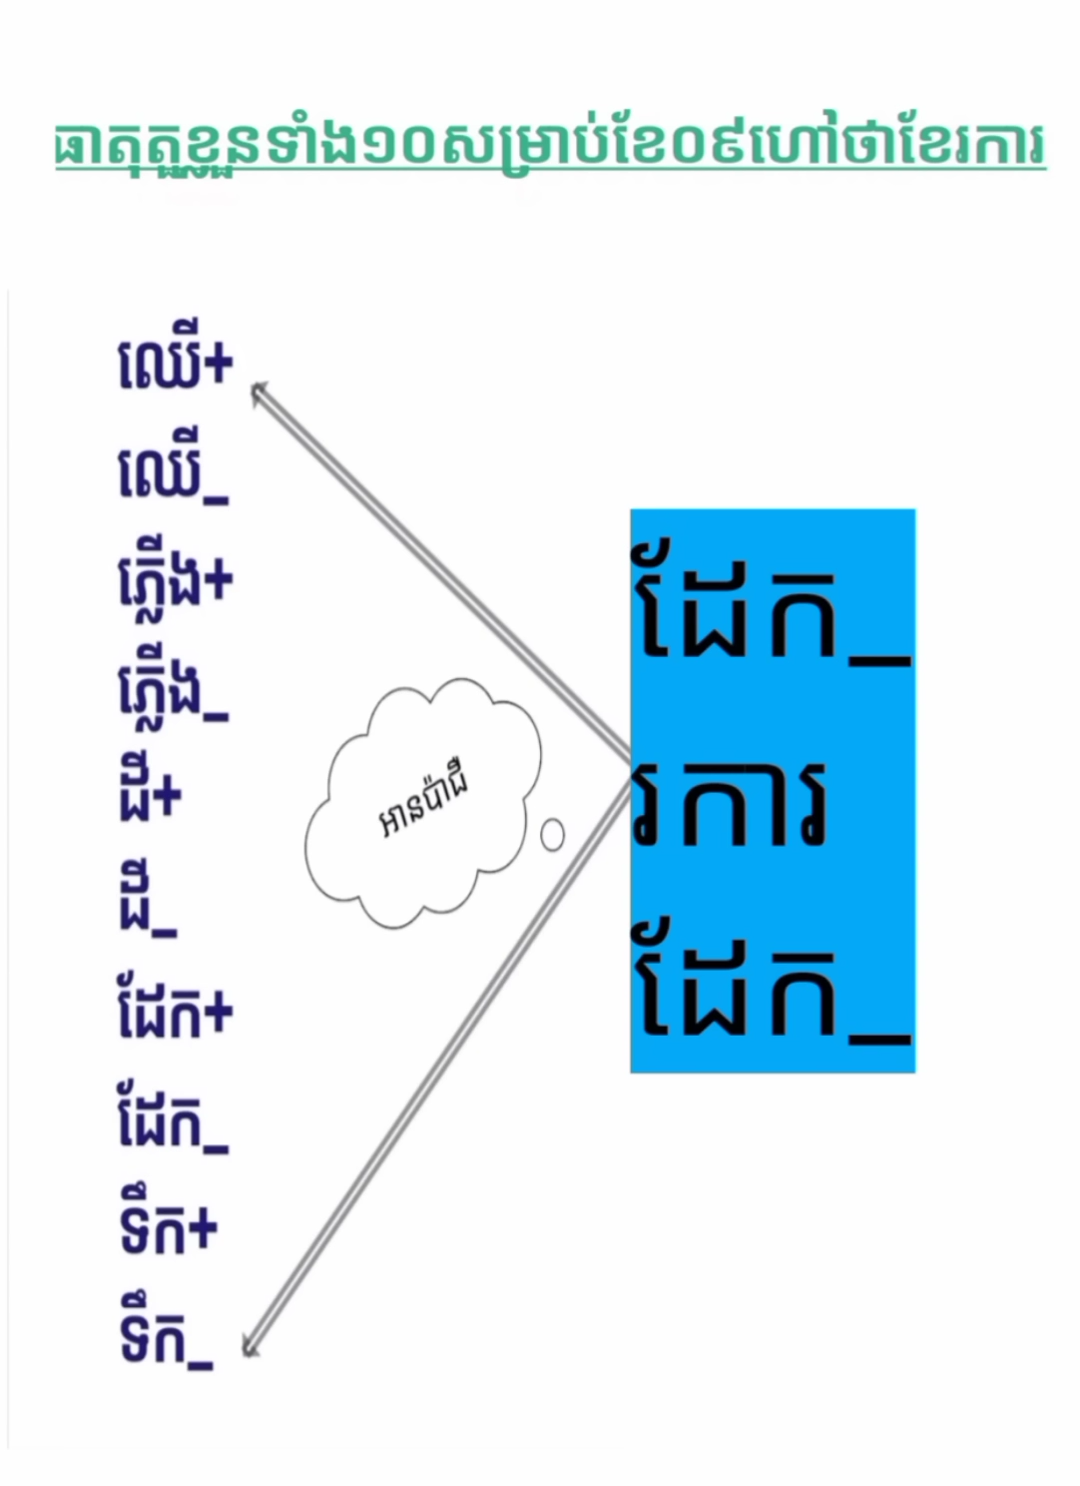 ធាតុតួខ្លួនទាំង១០សម្រាប់ខែ០៩ហៅថាខែរការ
ឈើ+
ឈើ_
ភ្លើង+
ភ្លើង_
ដី+
ដី_
ដែក+
ដែក_
ទឹក+
ទឹក_
អានប៉ាជឺ
ដែក_
រការ
ដែក_